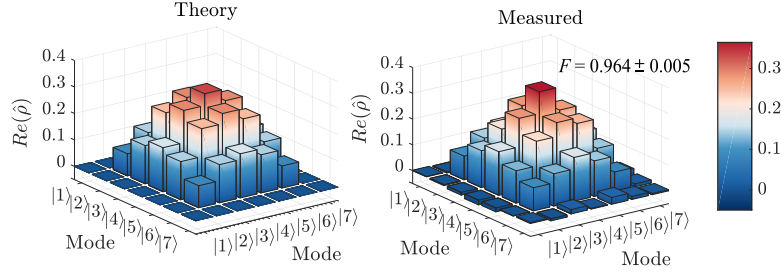 Theory
Measured
F = 0.964 ± 0.005
0.4
0.3
0.2
0.1
0
Re(ρ̂)
|1⟩|2⟩|3⟩|4⟩|5⟩|6⟩|7⟩
Mode
|1⟩|2⟩|3⟩|4⟩|5⟩|6⟩|7⟩
Mode
0.4
0.3
0.2
0.1
0
Re(ρ̂)
|1⟩|2⟩|3⟩|4⟩|5⟩|6⟩|7⟩
Mode
|1⟩|2⟩|3⟩|4⟩|5⟩|6⟩|7⟩
Mode
0.3
0.2
0.1
0